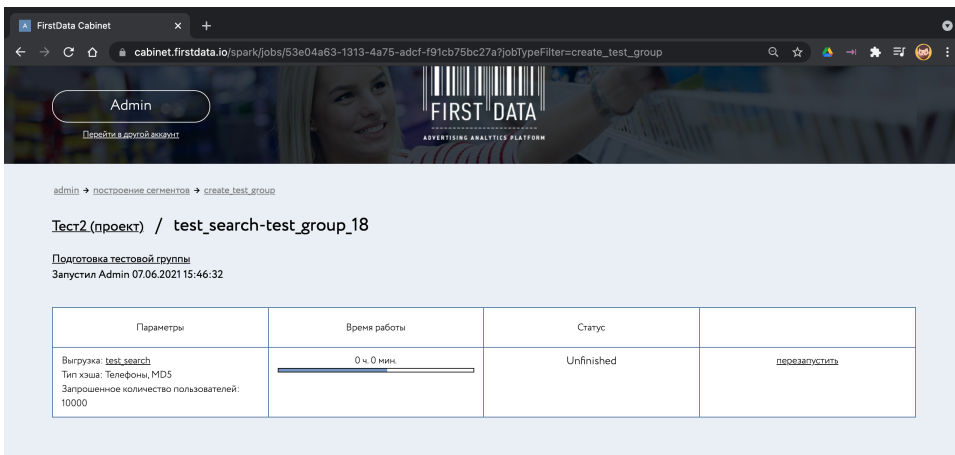 FirstData Cabinet
cabinet.firstdata.io/spark/jobs/53e04a63-1313-4a75-adcf-f91cb75bc27a?jobTypeFilter=create_test_group
Admin
Перейти в другой аккаунт
FIRST DATA
ADVERTISING ANALYTICS PLATFORM
admin → построение сегментов → create_test_group
Тест2 (проект) / test_search-test_group_18
Подготовка тестовой группы
Запустил Admin 07.06.2021 15:46:32
Параметры Время работы Статус
Выгрузка: test_search 0 ч. 0 мин. Unfinished перезапустить
Тип хэша: Телефоны, MD5
Запрошенное количество пользователей:
10000